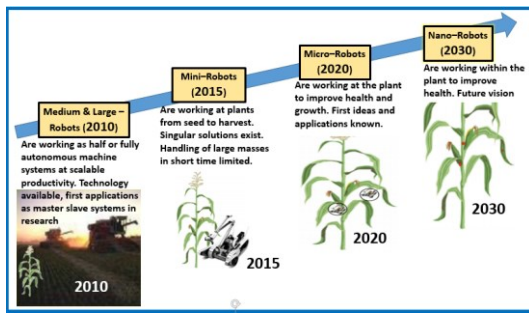 Medium & Large –
Robots (2010)
Are working as half or fully
autonomous machine
systems at scalable
productivity. Technology
available, first applications
as master slave systems in
research
2010
Mini–Robots
(2015)
Are working at plants
from seed to harvest.
Singular solutions exist.
Handling of large masses
in short time limited.
2015
Micro–Robots
(2020)
Are working at the plant
to improve health and
growth. First ideas and
applications known.
2020
Nano–Robots
(2030)
Are working within the
plant to improve
health. Future vision
2030